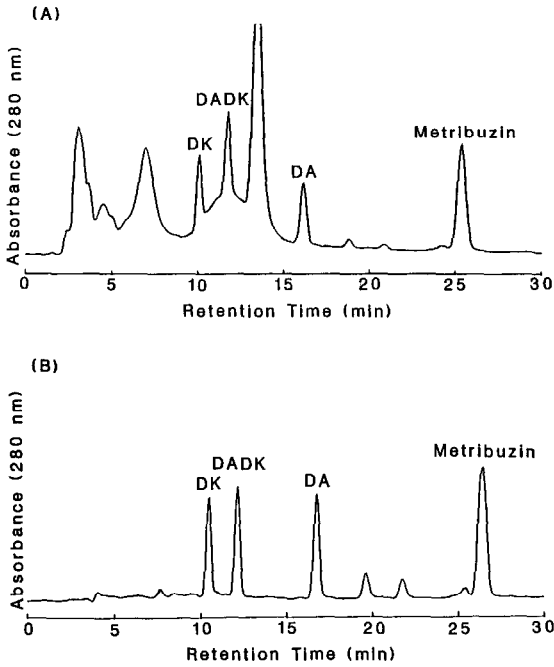 (A)
Absorbance (280 nm)
DK
DADK
DA
Metribuzin
0 5 10 15 20 25 30
Retention Time (min)
(B)
Absorbance (280 nm)
DK
DADK
DA
Metribuzin
0 5 10 15 20 25 30
Retention Time (min)